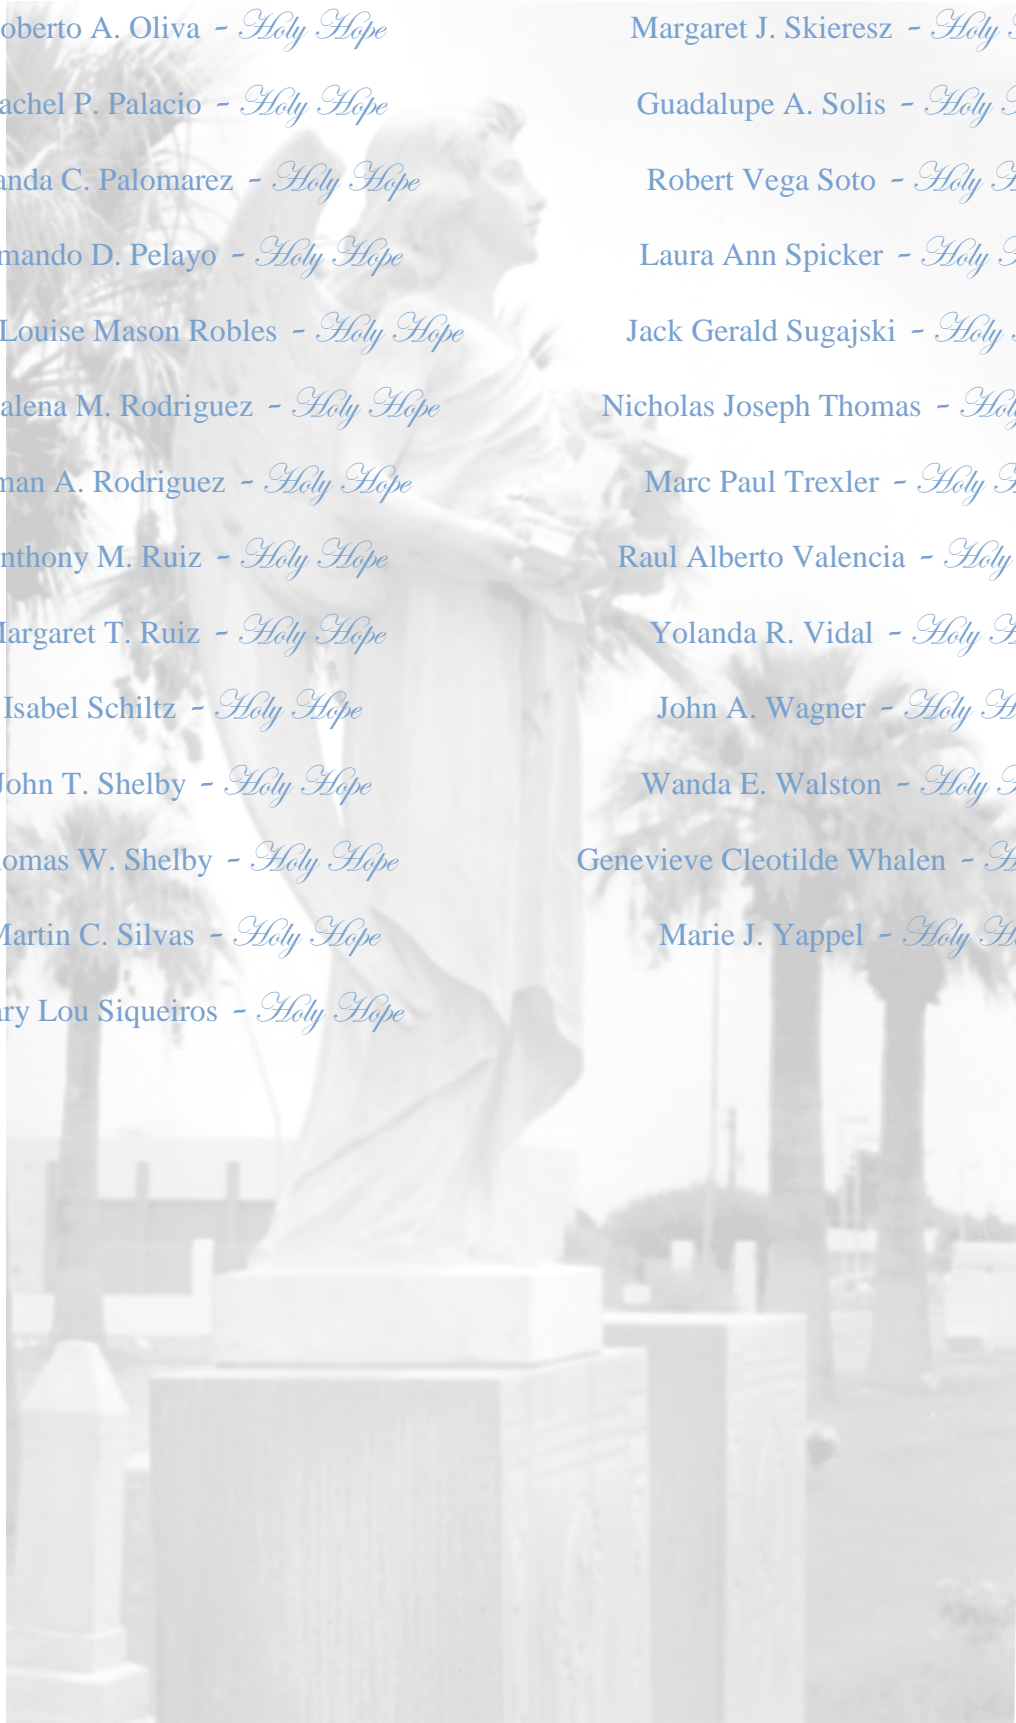 oberto A. Oliva - Holy Hope
achel P. Palacio - Holy Hope
anda C. Palomarez - Holy Hope
mando D. Pelayo - Holy Hope
Louise Mason Robles - Holy Hope
alena M. Rodriguez - Holy Hope
man A. Rodriguez - Holy Hope
nthony M. Ruiz - Holy Hope
Margaret T. Ruiz - Holy Hope
Isabel Schiltz - Holy Hope
John T. Shelby - Holy Hope
omas W. Shelby - Holy Hope
Martin C. Silvas - Holy Hope
ary Lou Siqueiros - Holy Hope
Margaret J. Skieresz - Holy
Guadalupe A. Solis - Holy
Robert Vega Soto - Holy
Laura Ann Spicker - Holy
Jack Gerald Sugajski - Holy
Nicholas Joseph Thomas - Holy
Marc Paul Trexler - Holy
Raul Alberto Valencia - Holy
Yolanda R. Vidal - Holy
John A. Wagner - Holy
Wanda E. Walston - Holy
Genevieve Cleotilde Whalen -
Marie J. Yappel - Holy